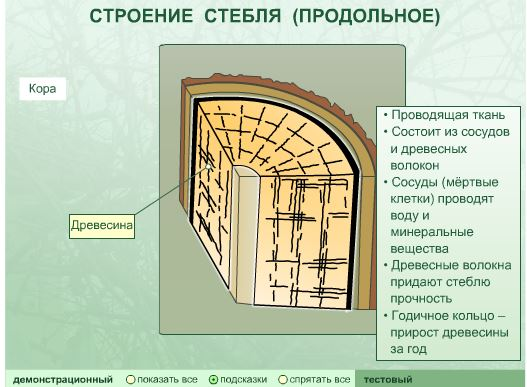 СТРОЕНИЕ СТЕБЛЯ (ПРОДОЛЬНОЕ)
Кора
Древесина
• Проводящая ткань
• Состоит из сосудов
и древесных
волокон
• Сосуды (мёртвые
клетки) проводят
воду и
минеральные
вещества
• Древесные волокна
придают стеблю
прочность
• Годичное кольцо –
прирост древесины
за год
демонстрационный показать все подсказки спрятать все тестовый